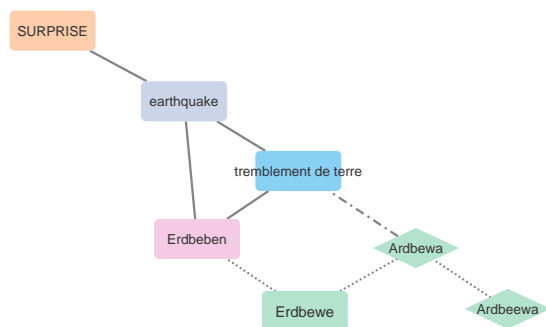 SURPRISE
earthquake
tremblement de terre
Erdbeben
Ardbewa
Erdbewe
Ardbeewa